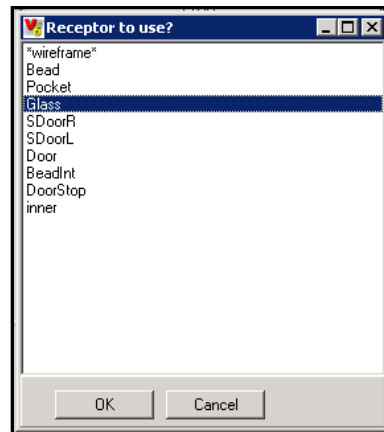 Receptor to use?
*wireframe*
Bead
Pocket
Glass
SDoorR
SDoorL
Door
BeadInt
DoorStop
inner
OK Cancel